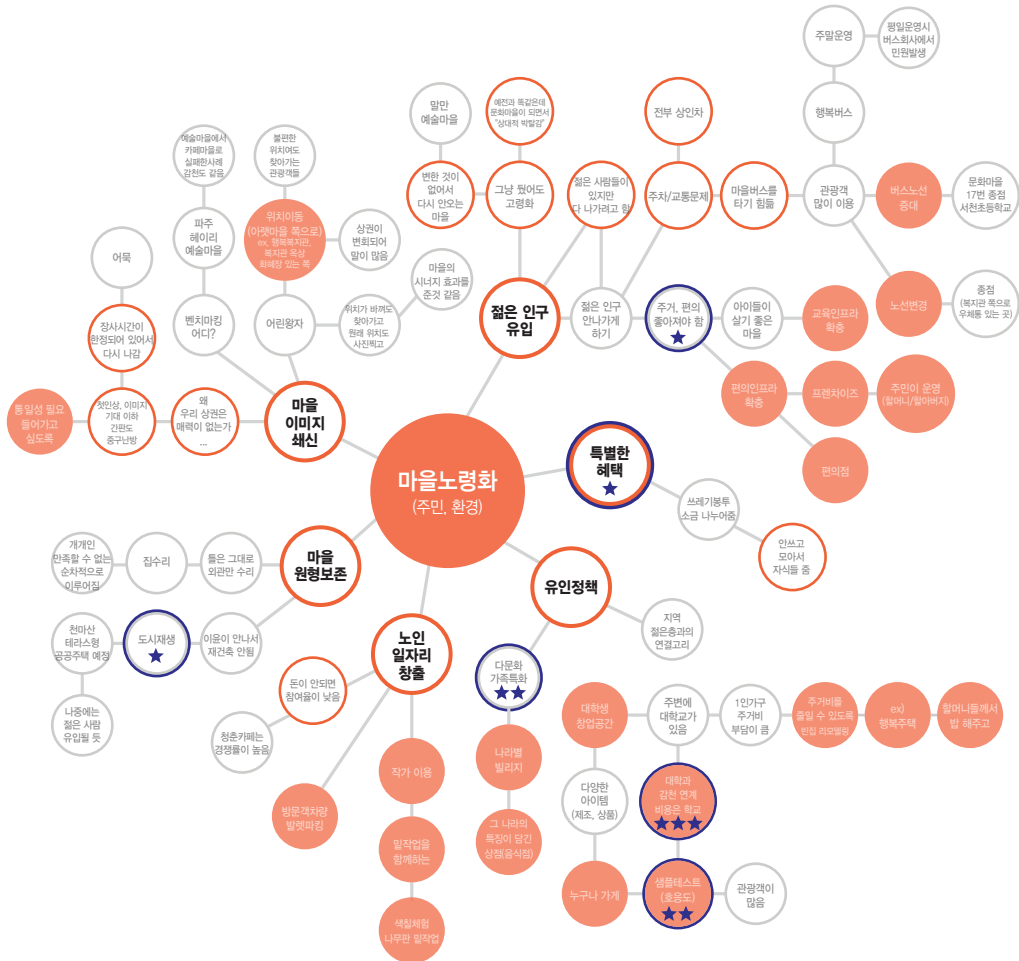 주말운영
평일운영시
버스회사에서
민원발생
말만
예술마을
예전과 똑같은데
문화마을이 되면서
"상대적 박탈감"
전부 상인차
행복버스
예술마을에서
카페마을로
실패한사례
감천도 같음
불편한
위치여도
찾아가는
관광객들
변한 것이
없어서
다시 안오는
마을
그냥 뒀어도
고령화
젊은 사람들이
있지만
다 나가려고 함
주차/교통문제
마을버스를
타기 힘듦
관광객
많이 이용
버스노선
증대
문화마을
17번 종점
서천초등학교
파주
헤이리
예술마을
위치이동
(아랫마을 쪽으로)
ex, 행복복지관,
복지관 옥상
화혜장 있는 쪽
상권이
변회되어
말이 많음
어묵
마을의
시너지 효과를
준것 같음
노선변경
종점
(복지관 쪽으로
우체통 있는 곳)
장사시간이
한정되어 있어서
다시 나감
벤치마킹
어디?
어린왕자
위치가 바껴도
찾아가고
원래 위치도
사진찍고
젊은 인구
유입
젊은 인구
안나가게
하기
주거, 편의
좋아져야 함
아이들이
살기 좋은
마을
교육인프라
확충
통일성 필요
들어가고
싶도록
첫인상, 이미지
기대 이하
간판도
중구난방
왜
우리 상권은
매력이 없는가
...
마을
이미지
쇄신
편의인프라
확충
프렌차이즈
주민이 운영
(할머니/할아버지)
마을노령화
(주민, 환경)
특별한
혜택
편의점
쓰레기봉투
소금 나누어줌
안쓰고
모아서
자식들 줌
개개인
만족할 수 없는
순차적으로
이루어짐
집수리
틀은 그대로
외관만 수리
마을
원형보존
유인정책
천마산
테라스형
공공주택 예정
도시재생
이윤이 안나서
재건축 안됨
노인
일자리
창출
지역
젊은층과의
연결고리
나중에는
젊은 사람
유입될 듯
돈이 안되면
참여율이 낮음
청춘카페는
경쟁률이 높음
다문화
가족특화
대학생
창업공간
주변에
대학교가
있음
1인가구
주거비
부담이 큼
주거비를
줄일 수 있도록
빈집 리모델링
ex)
행복주택
할머니들께서
밥 해주고
방문객차량
발렛파킹
작가 이용
나라별
빌리지
다양한
아이템
(제조, 상품)
대학과
감천 연계
비용은 학교
밑작업을
함께하는
그 나라의
특징이 담긴
상점(음식점)
누구나 가게
샘플테스트
(호응도)
관광객이
많음
색칠체험
나무판 밑작업